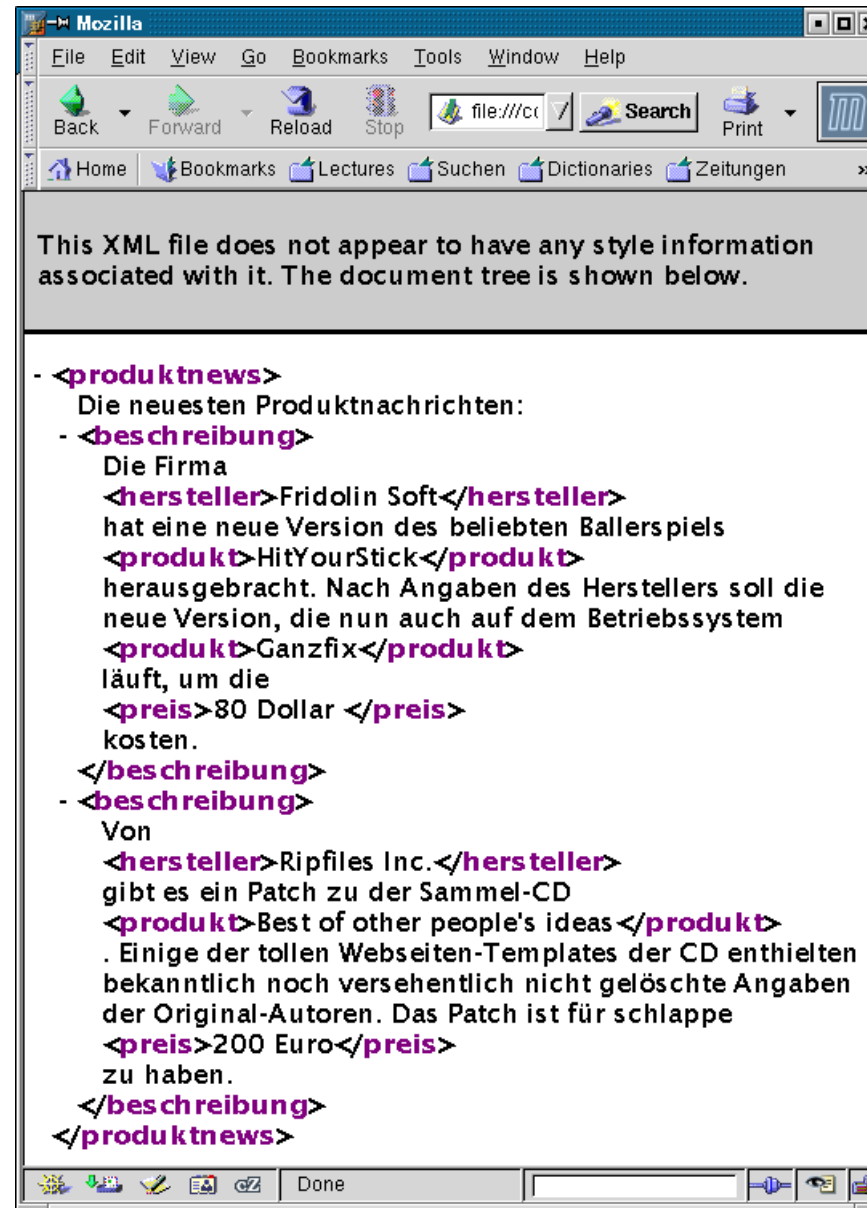 Mozilla
File Edit View Go Bookmarks Tools Window Help
Back Forward Reload Stop file:///c Search Print
Home Bookmarks Lectures Suchen Dictionaries Zeitungen »
This XML file does not appear to have any style information
associated with it. The document tree is shown below.
- <produktnews>
Die neuesten Produktnachrichten:
- <beschreibung>
Die Firma
<hersteller>Fridolin Soft</hersteller>
hat eine neue Version des beliebten Ballerspiels
<produkt>HitYourStick</produkt>
herausgebracht. Nach Angaben des Herstellers soll die
neue Version, die nun auch auf dem Betriebssystem
<produkt>Ganzfix</produkt>
läuft, um die
<preis>80 Dollar </preis>
kosten.
</beschreibung>
- <beschreibung>
Von
<hersteller>Ripfiles Inc.</hersteller>
gibt es ein Patch zu der Sammel-CD
<produkt>Best of other people's ideas</produkt>
. Einige der tollen Webseiten-Templates der CD enthielten
bekanntlich noch versehentlich nicht gelöschte Angaben
der Original-Autoren. Das Patch ist für schlappe
<preis>200 Euro</preis>
zu haben.
</beschreibung>
</produktnews>
Done